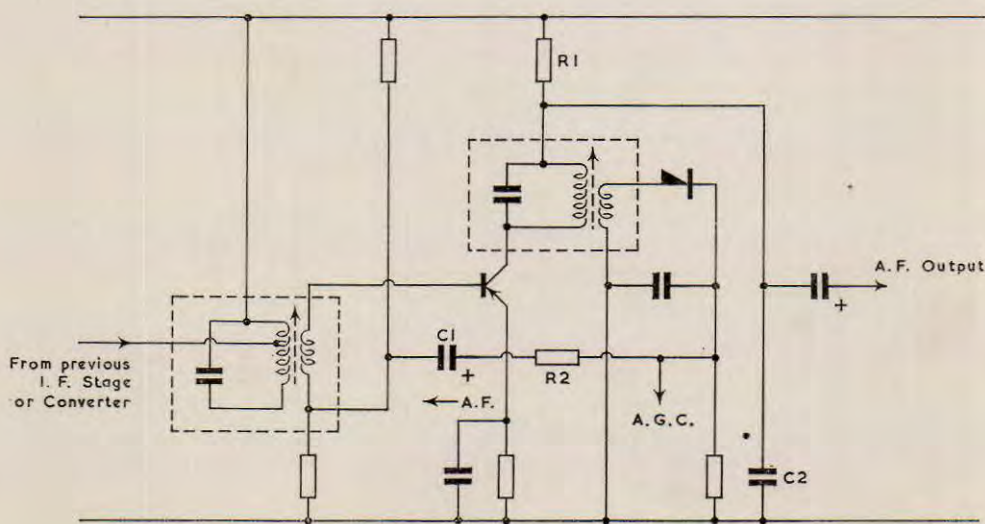 R1
A.F. Output
+
C1
+
R2
From previous
I.F. Stage
or Converter
A.F.
A.G.C.
C2